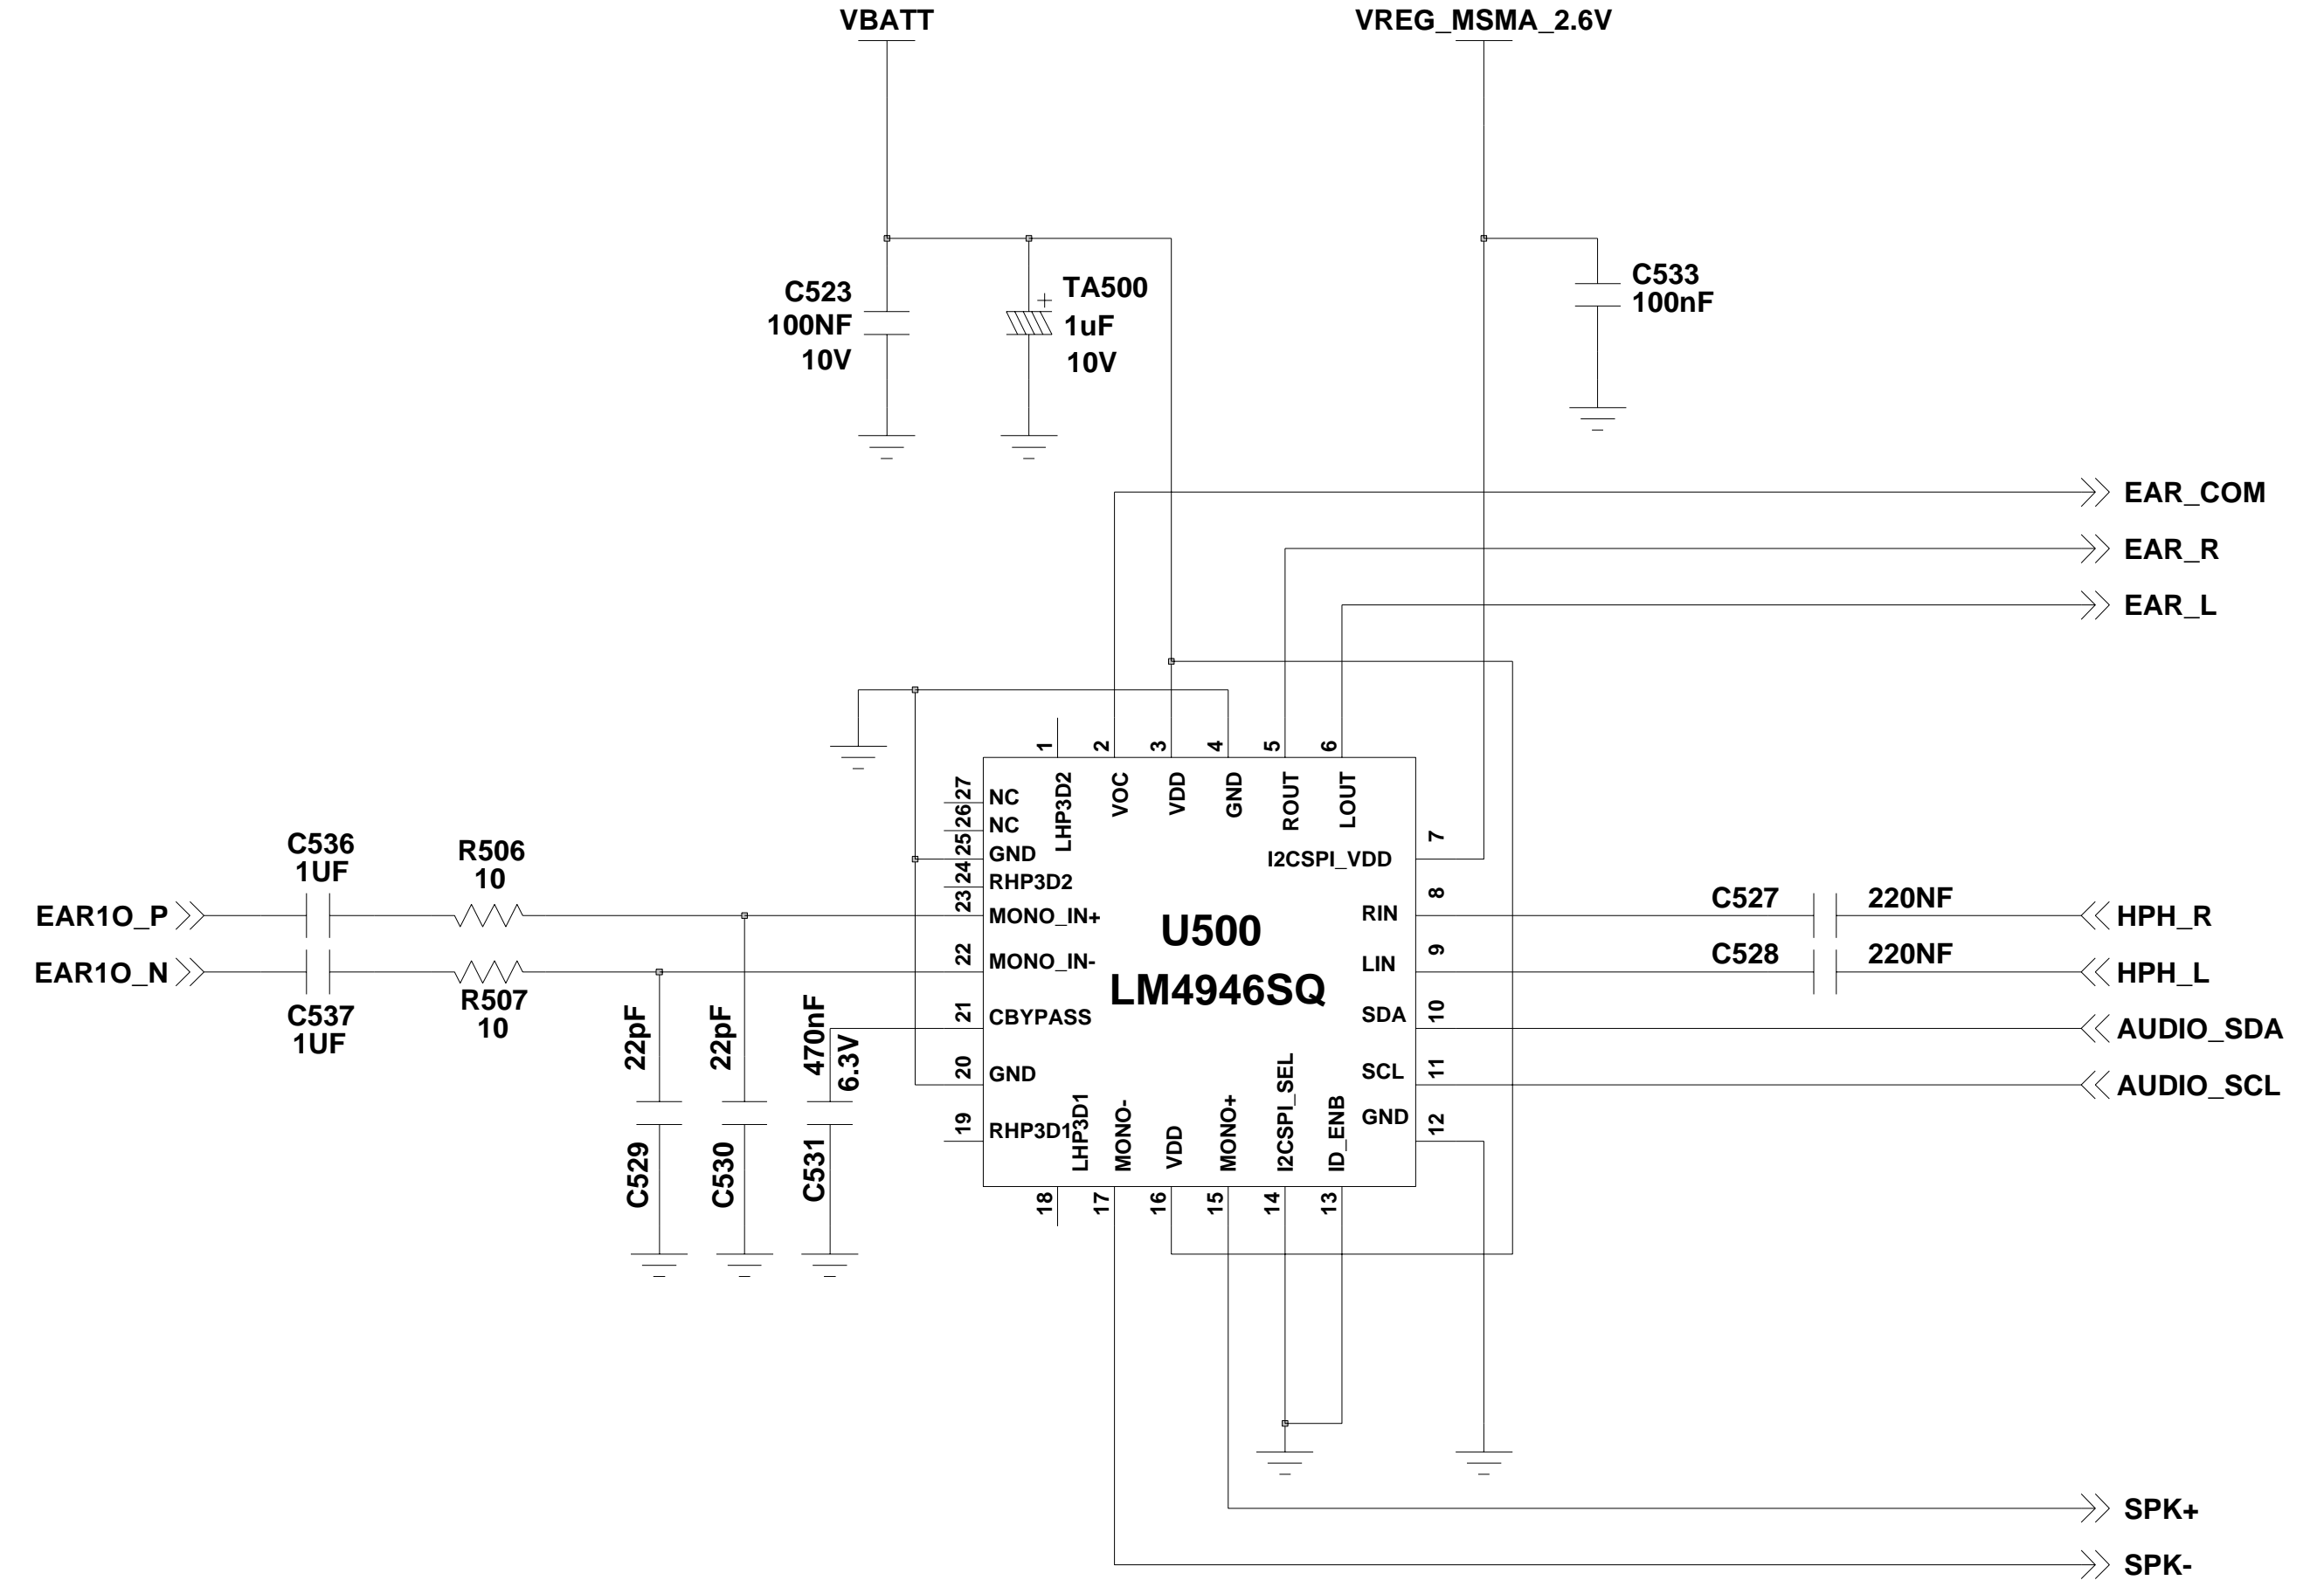 VBATT
VREG_MSMA_2.6V
C523
100NF
10V
TA500
+
1uF
10V
C533
100nF
EAR_COM
EAR_R
EAR_L
1
2
3
4
5
6
LHP3D2
VOC
VDD
GND
ROUT
LOUT
27
NC
26
NC
25
GND
24
RHP3D2
23
MONO_IN+
22
MONO_IN-
21
CBYPASS
20
GND
19
RHP3D1
I2CSPI_VDD
7
RIN
8
LIN
9
SDA
10
SCL
11
GND
12
U500
LM4946SQ
C536
1UF
R506
10
EAR1O_P
EAR1O_N
C537
1UF
R507
10
22pF
C529
22pF
C530
470nF
6.3V
C531
C527
220NF
HPH_R
C528
220NF
HPH_L
AUDIO_SDA
AUDIO_SCL
LHP3D1
MONO-
VDD
MONO+
I2CSPI_SEL
ID_ENB
18
17
16
15
14
13
SPK+
SPK-